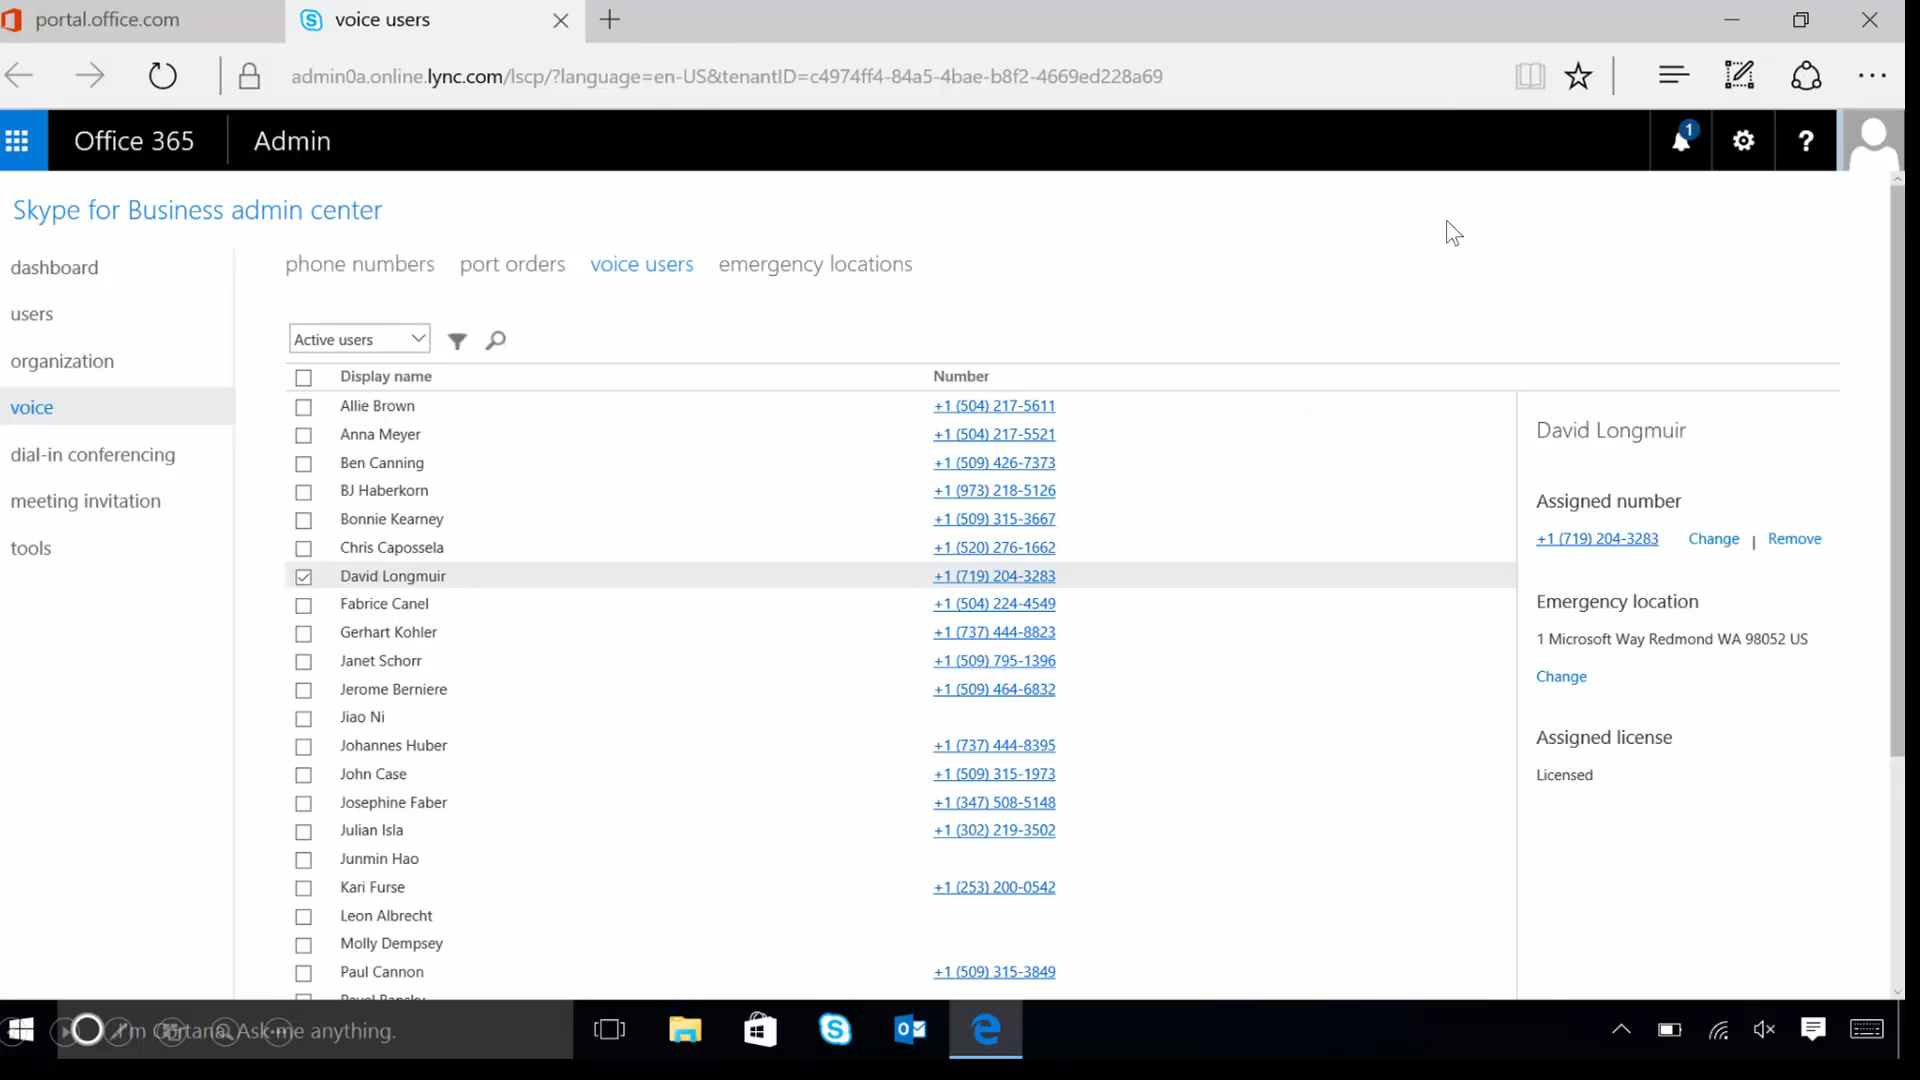 portal.office.com
voice users
admin0a.online.lync.com/lscp/?language=en-US&tenantID=c4974ff4-84a5-4bae-b8f2-4669ed228a69
Office 365
Admin
1
?
Skype for Business admin center
dashboard
users
organization
voice
dial-in conferencing
meeting invitation
tools
phone numbers port orders voice users emergency locations
Active users
Display name Number
Allie Brown +1 (504) 217-5611
Anna Meyer +1 (504) 217-5521
Ben Canning +1 (509) 426-7373
BJ Haberkorn +1 (973) 218-5126
Bonnie Kearney +1 (509) 315-3667
Chris Capossela +1 (520) 276-1662
David Longmuir +1 (719) 204-3283
Fabrice Canel +1 (504) 224-4549
Gerhart Kohler +1 (737) 444-8823
Janet Schorr +1 (509) 795-1396
Jerome Berniere +1 (509) 464-6832
Jiao Ni
Johannes Huber +1 (737) 444-8395
John Case +1 (509) 315-1973
Josephine Faber +1 (347) 508-5148
Julian Isla +1 (302) 219-3502
Junmin Hao
Kari Furse +1 (253) 200-0542
Leon Albrecht
Molly Dempsey
Paul Cannon +1 (509) 315-3849
David Longmuir
Assigned number
+1 (719) 204-3283 Change | Remove
Emergency location
1 Microsoft Way Redmond WA 98052 US
Change
Assigned license
Licensed
I'm Cortana. Ask me anything.